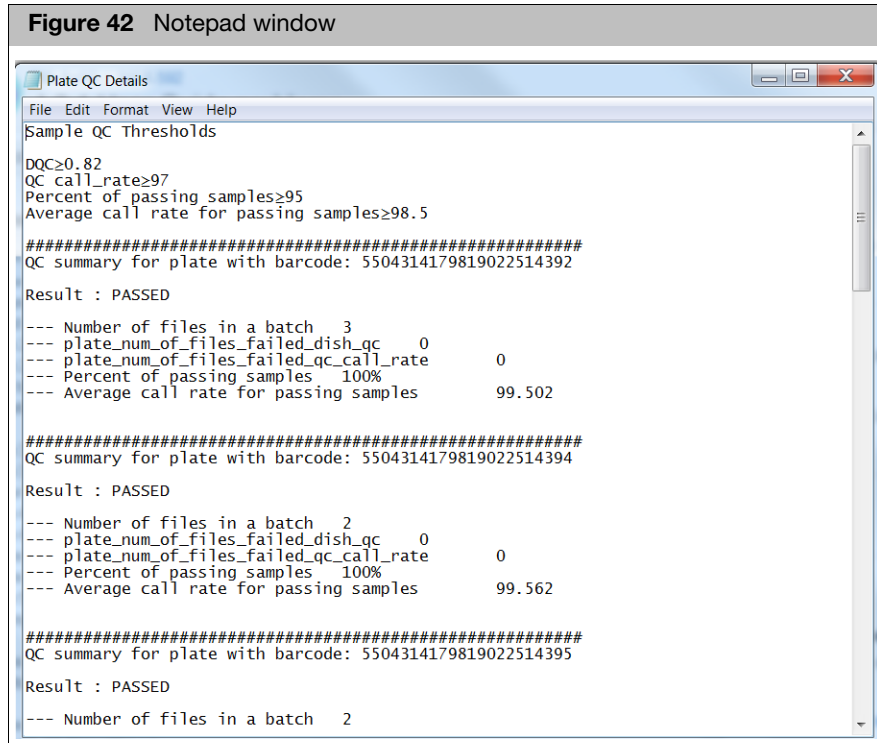 Figure 42 Notepad window
Plate QC Details
File Edit Format View Help
Sample QC Thresholds
DQC≥0.82
QC call_rate≥97
Percent of passing samples≥95
Average call rate for passing samples≥98.5
##########################################################
QC summary for plate with barcode: 5504314179819022514392
Result : PASSED
--- Number of files in a batch 3
--- plate_num_of_files_failed_dish_qc 0
--- plate_num_of_files_failed_qc_call_rate 0
--- Percent of passing samples 100%
--- Average call rate for passing samples 99.502
##########################################################
QC summary for plate with barcode: 5504314179819022514394
Result : PASSED
--- Number of files in a batch 2
--- plate_num_of_files_failed_dish_qc 0
--- plate_num_of_files_failed_qc_call_rate 0
--- Percent of passing samples 100%
--- Average call rate for passing samples 99.562
##########################################################
QC summary for plate with barcode: 5504314179819022514395
Result : PASSED
--- Number of files in a batch 2